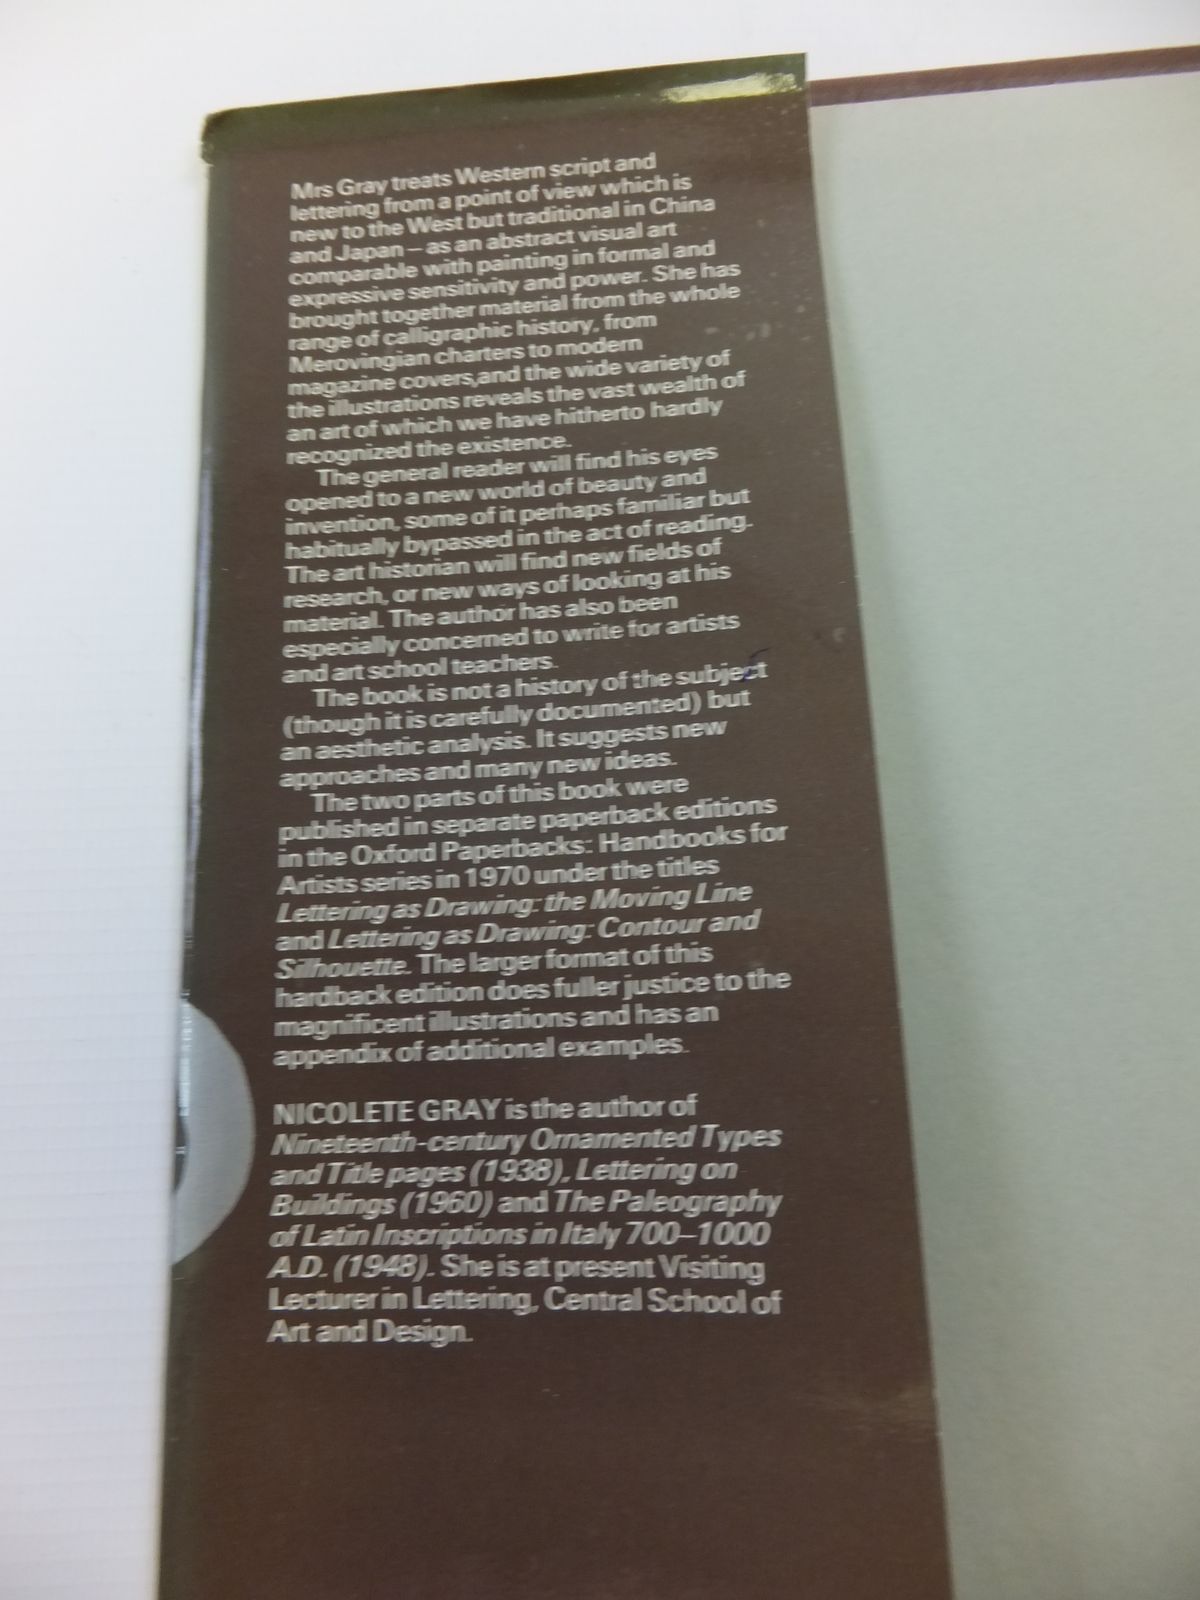 Mrs Gray treats Western script and
lettering from a point of view which is
new to the West but traditional in China
and Japan – as an abstract visual art
comparable with painting in formal and
expressive sensitivity and power. She has
brought together material from the whole
range of calligraphic history, from
Merovingian charters to modern
magazine covers,and the wide variety of
the illustrations reveals the vast wealth of
an art of which we have hitherto hardly
recognized the existence.
The general reader will find his eyes
opened to a new world of beauty and
invention, some of it perhaps familiar but
habitually bypassed in the act of reading.
The art historian will find new fields of
research, or new ways of looking at his
material. The author has also been
especially concerned to write for artists
and art school teachers.
The book is not a history of the subject
(though it is carefully documented) but
an aesthetic analysis. It suggests new
approaches and many new ideas.
The two parts of this book were
published in separate paperback editions
in the Oxford Paperbacks: Handbooks for
Artists series in 1970 under the titles
Lettering as Drawing: the Moving Line
and Lettering as Drawing: Contour and
Silhouette. The larger format of this
hardback edition does fuller justice to the
magnificent illustrations and has an
appendix of additional examples.
NICOLETE GRAY is the author of
Nineteenth-century Ornamented Types
and Title pages (1938), Lettering on
Buildings (1960) and The Paleography
of Latin Inscriptions in Italy 700–1000
A.D. (1948). She is at present Visiting
Lecturer in Lettering, Central School of
Art and Design.